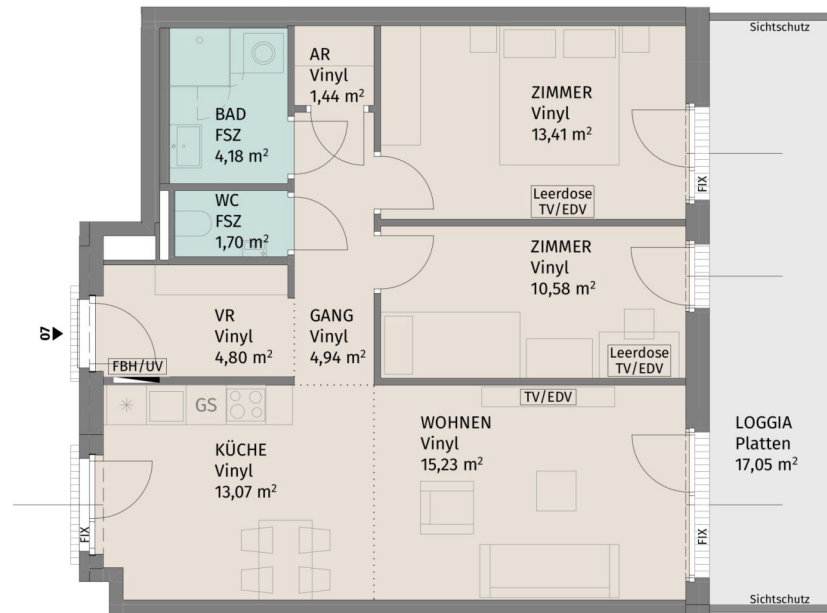 Sichtschutz
AR
Vinyl
1,44 m²
BAD
FSZ
4,18 m²
ZIMMER
Vinyl
13,41 m²
FIX
Leerdose
TV/EDV
WC
FSZ
1,70 m²
ZIMMER
Vinyl
10,58 m²
07
VR
Vinyl
4,80 m²
GANG
Vinyl
4,94 m²
FBH/UV
Leerdose
TV/EDV
GS
TV/EDV
KÜCHE
Vinyl
13,07 m²
WOHNEN
Vinyl
15,23 m²
LOGGIA
Platten
17,05 m²
FIX
FIX
Sichtschutz